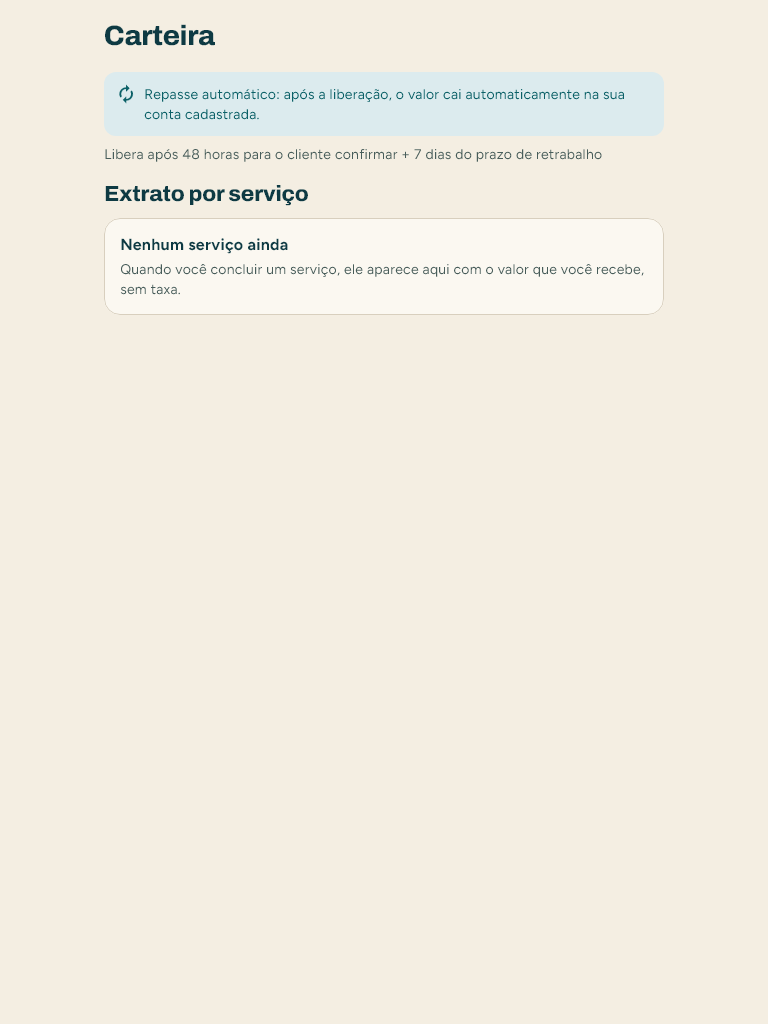 Carteira
Repasse automático: após a liberação, o valor cai automaticamente na sua
conta cadastrada.
Libera após 48 horas para o cliente confirmar + 7 dias do prazo de retrabalho
Extrato por serviço
Nenhum serviço ainda
Quando você concluir um serviço, ele aparece aqui com o valor que você recebe,
sem taxa.